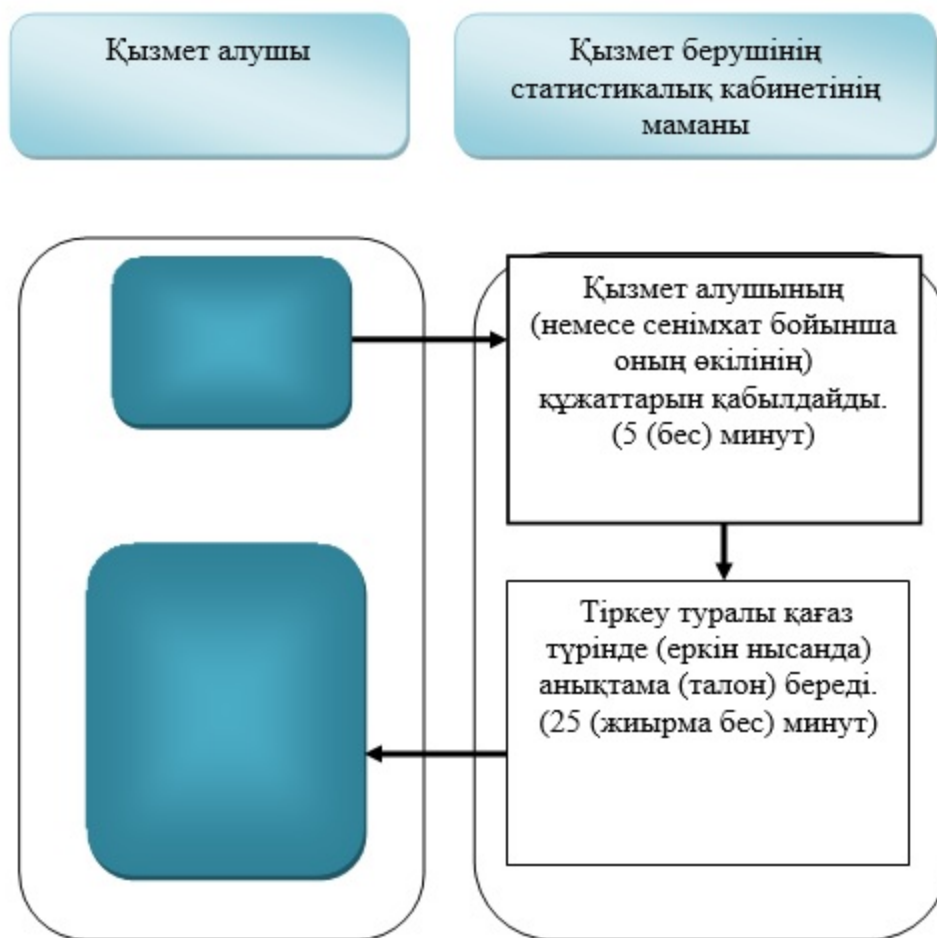 Қызмет алушы
Қызмет берушінің
статистикалық кабинетінің
маманы
Қызмет алушының
(немесе сенімхат бойынша
оның өкілінің)
құжаттарын қабылдайды.
(5 (бес) минут)
Тіркеу туралы қағаз
түрінде (еркін нысанда)
анықтама (талон) береді.
(25 (жиырма бес) минут)